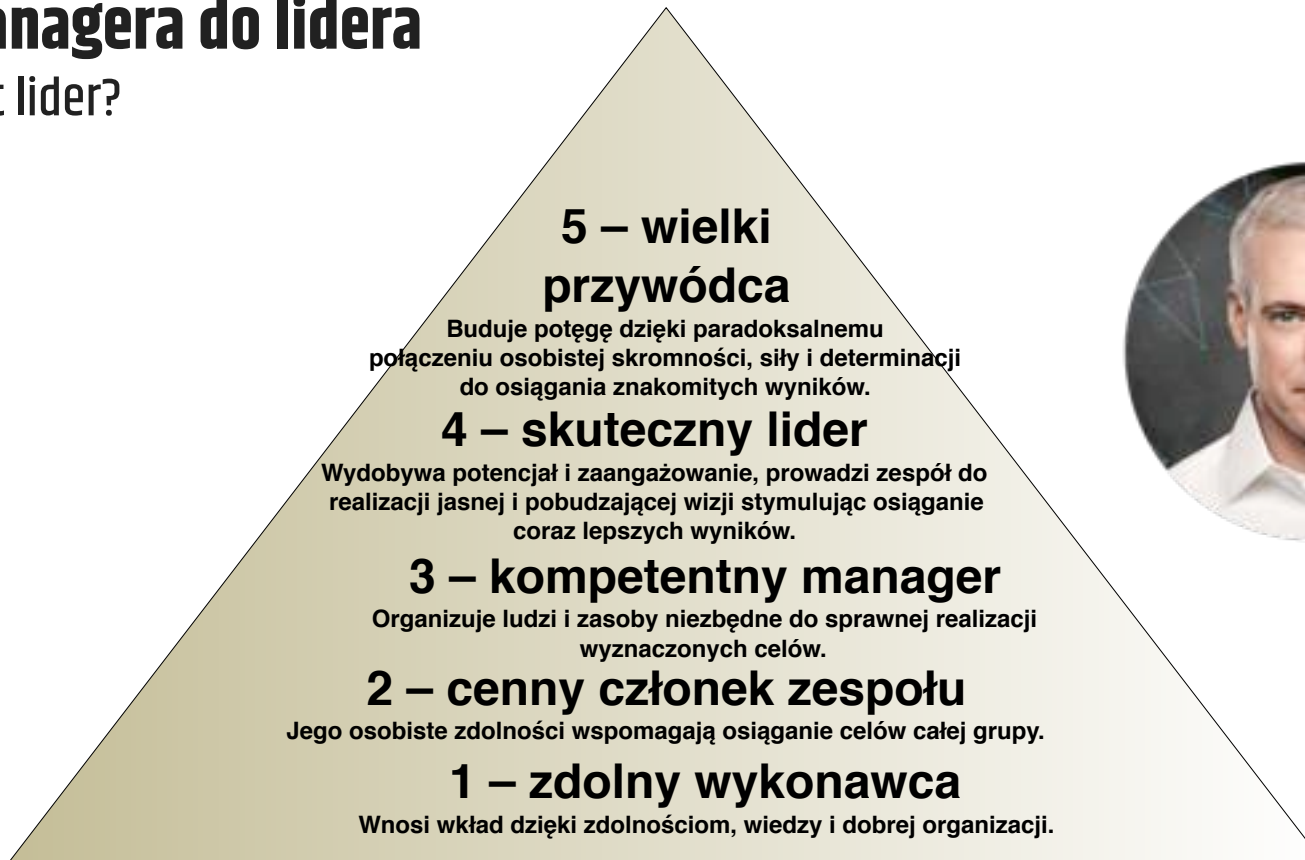 anagera do lidera
t lider?
5 – wielki
przywódca
Buduje potęgę dzięki paradoksalnemu
połączeniu osobistej skromności, siły i determinacji
do osiągania znakomitych wyników.
4 – skuteczny lider
Wydobywa potencjał i zaangażowanie, prowadzi zespół do
realizacji jasnej i pobudzającej wizji stymulując osiąganie
coraz lepszych wyników.
3 – kompetentny manager
Organizuje ludzi i zasoby niezbędne do sprawnej realizacji
wyznaczonych celów.
2 – cenny członek zespołu
Jego osobiste zdolności wspomagają osiąganie celów całej grupy.
1 – zdolny wykonawca
Wnosi wkład dzięki zdolnościom, wiedzy i dobrej organizacji.